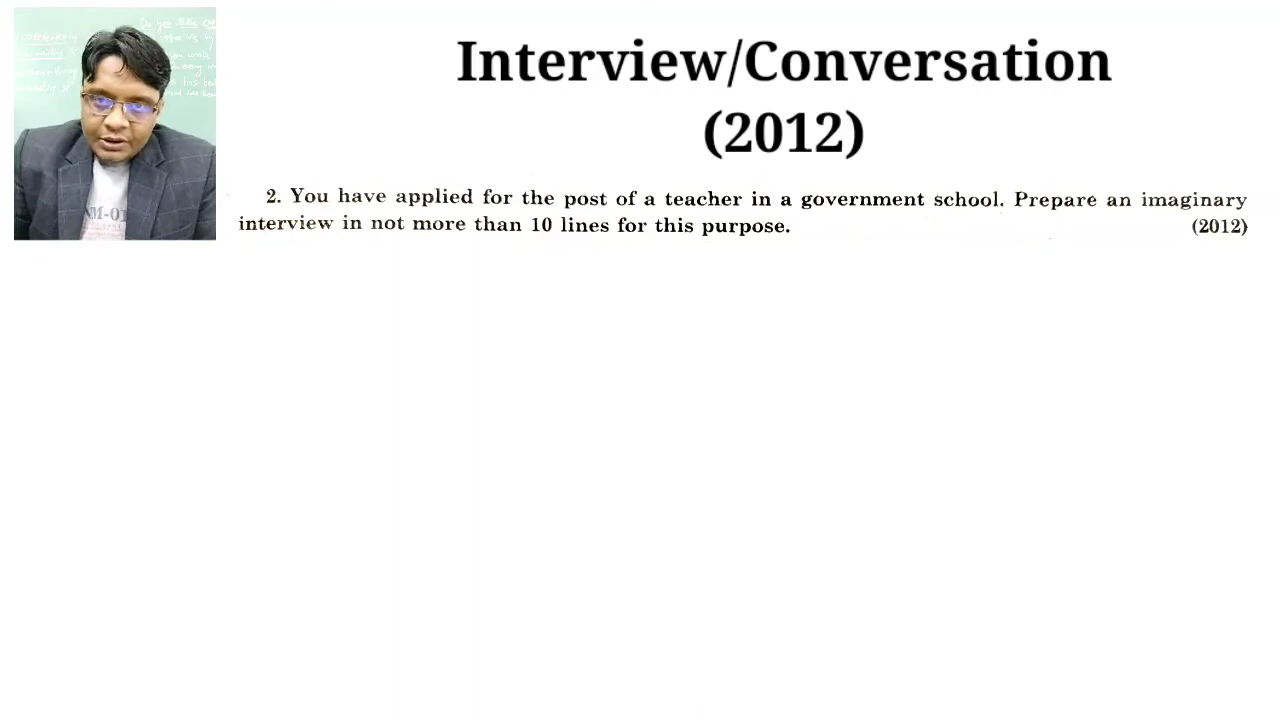 Interview/Conversation
(2012)
2. You have applied for the post of a teacher in a government school. Prepare an imaginary
interview in not more than 10 lines for this purpose. (2012)